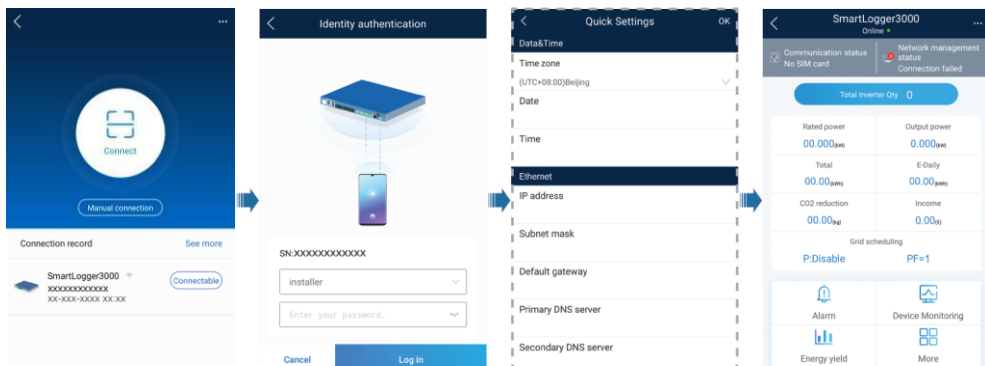 Connect
Manual connection
Connection record
See more
SmartLogger3000
XXXXXXXXXXXX
XX-XXX-XXXX XX:XX
Connectable
Identity authentication
SN:XXXXXXXXXXXX
installer
Enter your password.
Cancel
Log in
Quick Settings
OK
Data&Time
Time zone
(UTC+08:00)Beijing
Date
Time
Ethernet
IP address
Subnet mask
Default gateway
Primary DNS server
Secondary DNS server
SmartLogger3000
Online
Communication status
No SIM card
Network management
status
Connection failed
Total Inverter Qty 0
Rated power
Output power
00.000(kW)
0.000(kW)
Total
E-Daily
00.00(kWh)
00.00(kWh)
CO2 reduction
Income
00.00(kg)
0.00(€)
Grid scheduling
P:Disable
PF=1
Alarm
Device Monitoring
Energy yield
More